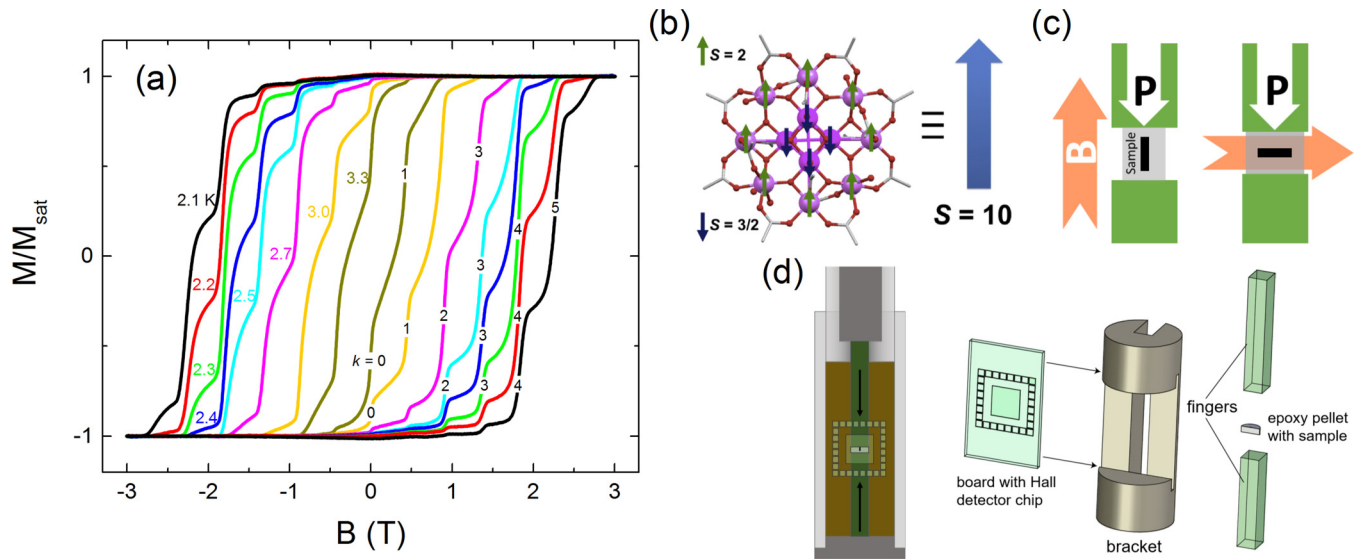 (a)
M/M_sat
1
0
-1
-3
-2
-1
0
1
2
3
B (T)
2.1 K
2.2
2.3
2.4
2.5
2.7
3.0
3.3
k = 0
0
1
1
2
2
3
3
3
3
4
4
4
4
5
(b)
S = 2
S = 3/2
S = 10
(c)
B
P
Sample
P
(d)
board with Hall
detector chip
bracket
fingers
epoxy pellet
with sample